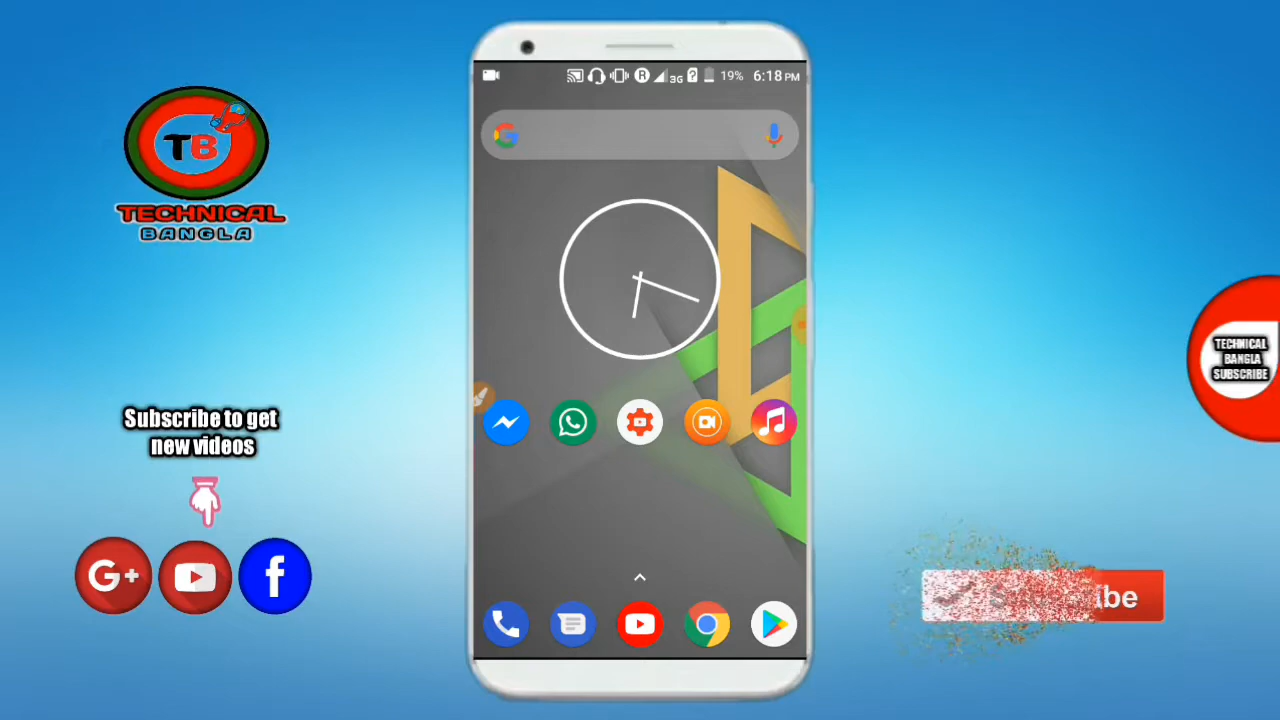 R 3G ? 19% 6:18 PM
G
TB
TECHNICAL
BANGLA
TECHNICAL
BANGLA
SUBSCRIBE
Subscribe to get
new videos
G+
f